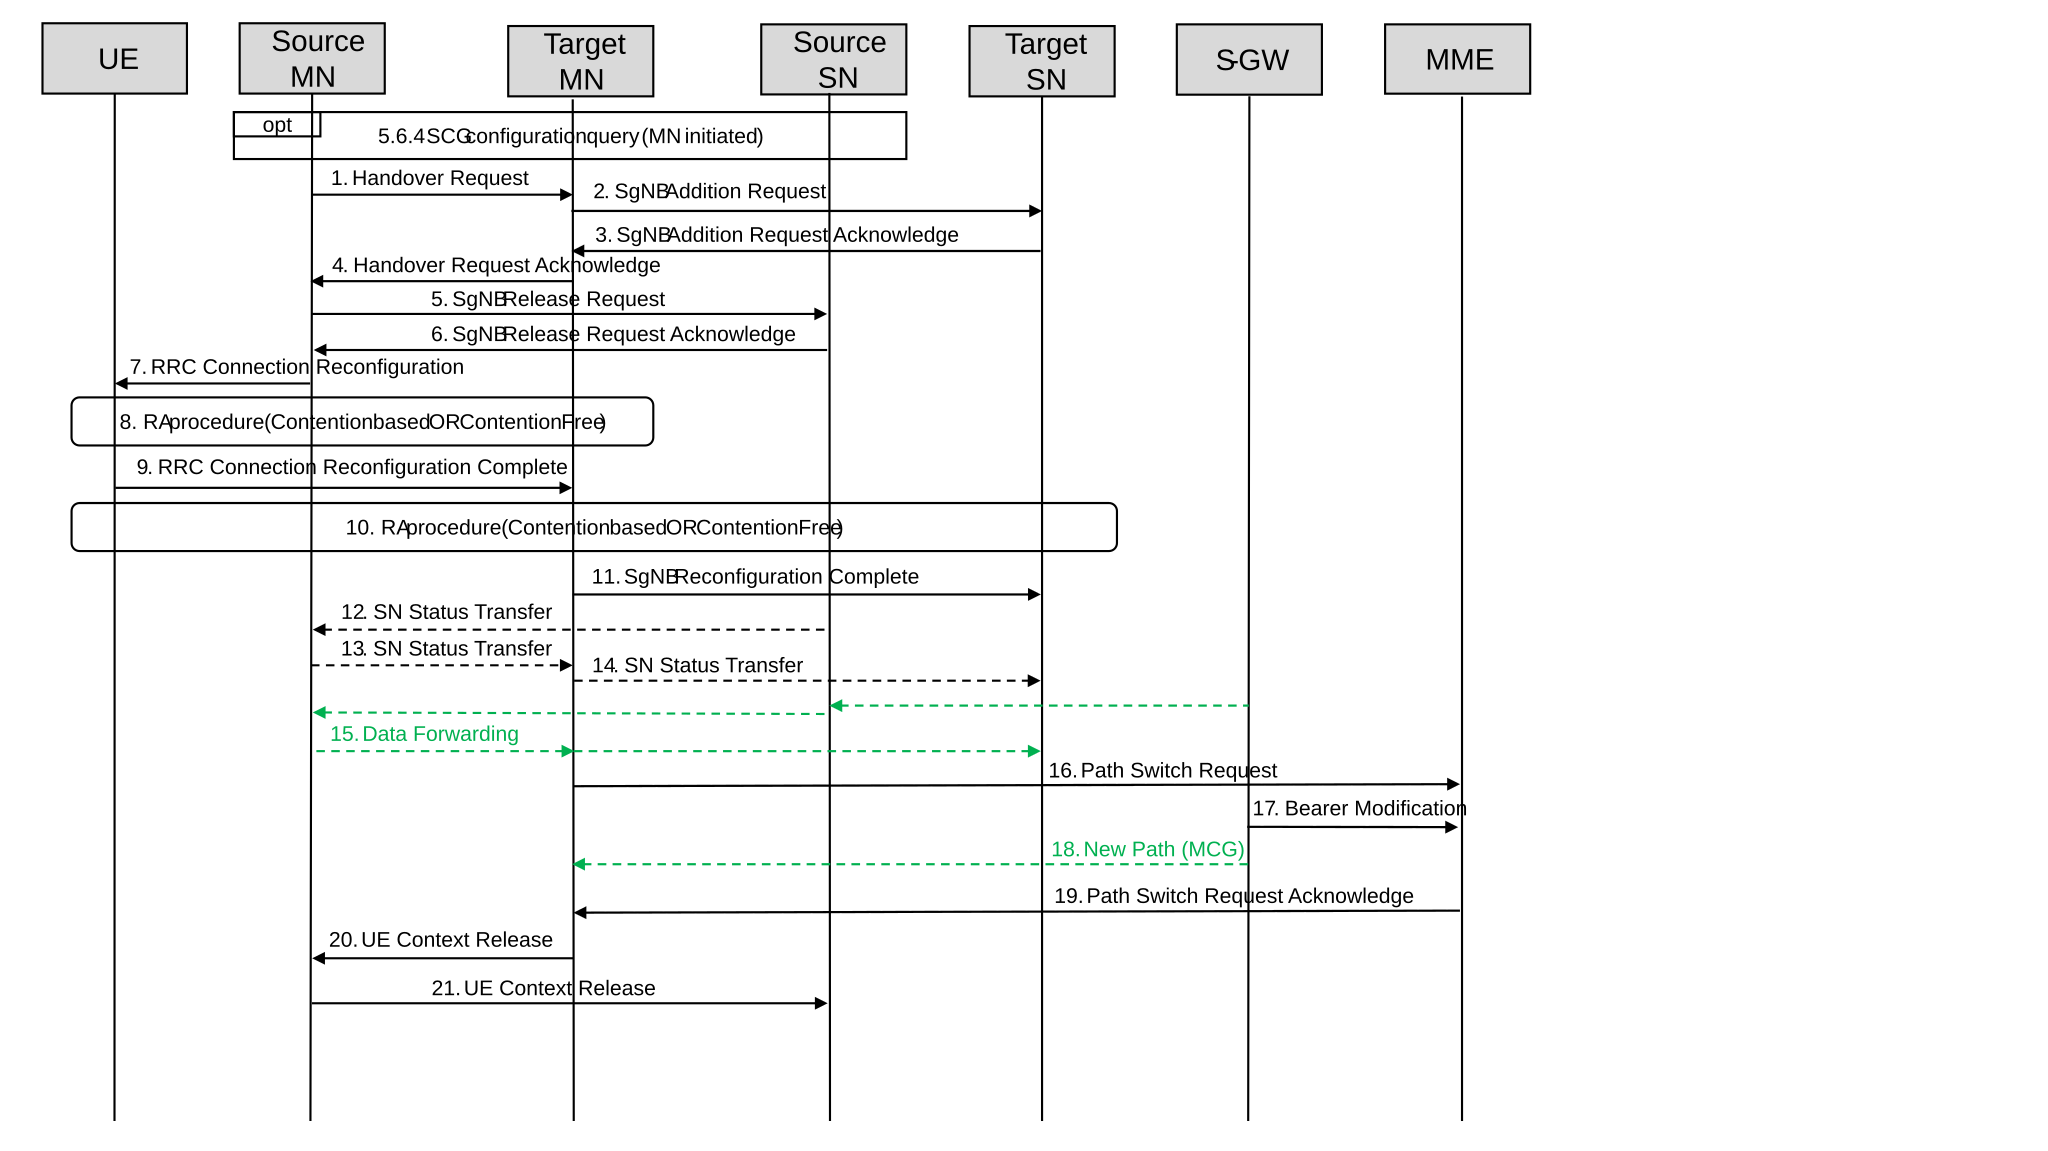 UE
Source
MN
Target
MN
Source
SN
Target
SN
S-GW
MME
opt
5.6.4 SCG configuration query (MN initiated)
1. Handover Request
2. SgNB Addition Request
3. SgNB Addition Request Acknowledge
4. Handover Request Acknowledge
5. SgNB Release Request
6. SgNB Release Request Acknowledge
7. RRC Connection Reconfiguration
8. RA procedure (Contention based OR Contention Free)
9. RRC Connection Reconfiguration Complete
10. RA procedure (Contention based OR Contention Free)
11. SgNB Reconfiguration Complete
12. SN Status Transfer
13. SN Status Transfer
14. SN Status Transfer
15. Data Forwarding
16. Path Switch Request
17. Bearer Modification
18. New Path (MCG)
19. Path Switch Request Acknowledge
20. UE Context Release
21. UE Context Release